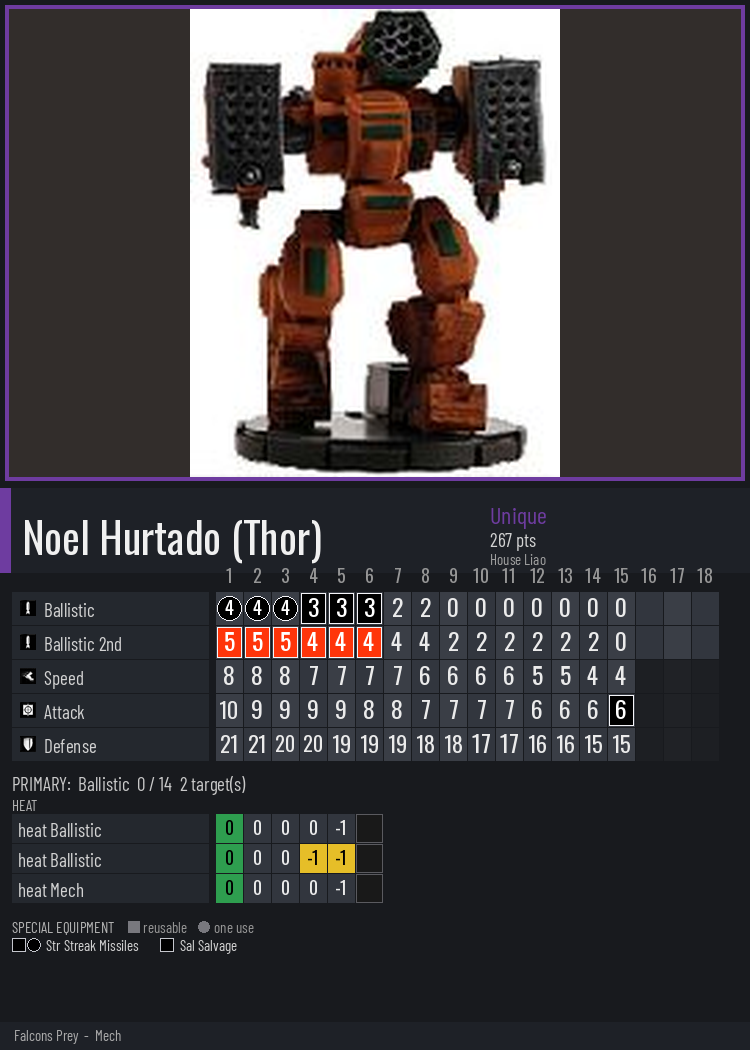 Noel Hurtado (Thor)
Unique
267 pts
House Liao
1 2 3 4 5 6 7 8 9 10 11 12 13 14 15 16 17 18
Ballistic 4 4 4 3 3 3 2 2 0 0 0 0 0 0 0
Ballistic 2nd 5 5 5 4 4 4 4 4 2 2 2 2 2 2 0
Speed 8 8 8 7 7 7 7 6 6 6 6 5 5 4 4
Attack 10 9 9 9 9 8 8 7 7 7 7 6 6 6 6
Defense 21 21 20 20 19 19 19 18 18 17 17 16 16 15 15
PRIMARY: Ballistic 0 / 14 2 target(s)
HEAT
heat Ballistic 0 0 0 0 -1
heat Ballistic 0 0 0 -1 -1
heat Mech 0 0 0 0 -1
SPECIAL EQUIPMENT reusable one use
Str Streak Missiles Sal Salvage
Falcons Prey - Mech